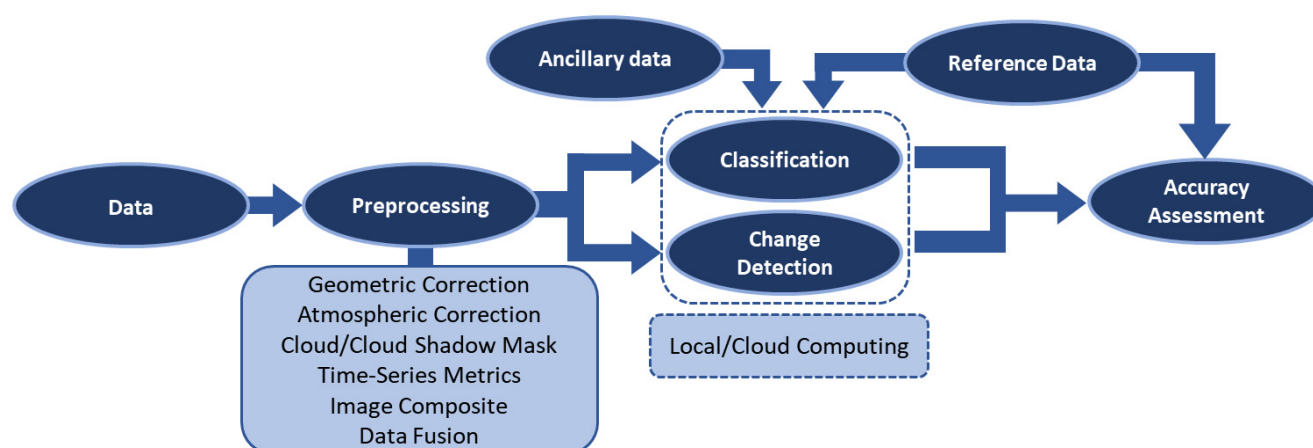 Ancillary data
Reference Data
Classification
Data
Preprocessing
Accuracy
Assessment
Change
Detection
Geometric Correction
Atmospheric Correction
Cloud/Cloud Shadow Mask
Time-Series Metrics
Image Composite
Data Fusion
Local/Cloud Computing